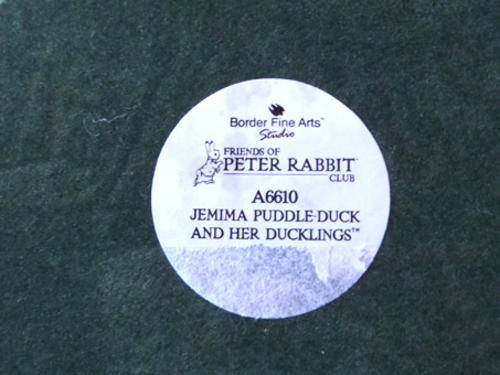 Border Fine Arts™
Studio
FRIENDS OF
PETER RABBIT™
CLUB
A6610
JEMIMA PUDDLE-DUCK
AND HER DUCKLINGS™